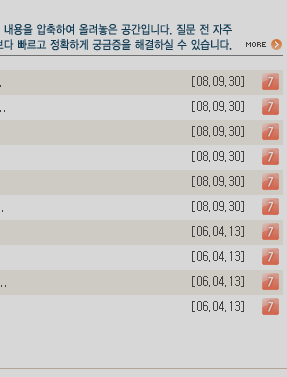 내용을 압축하여 올려놓은 공간입니다. 질문 전 자주
보다 빠르고 정확하게 궁금증을 해결하실 수 있습니다. MORE
. [08,09,30] 7
.. [08,09,30] 7
[08,09,30] 7
[08,09,30] 7
[08,09,30] 7
. [08,09,30] 7
[06,04,13] 7
[06,04,13] 7
.. [06,04,13] 7
[06,04,13] 7